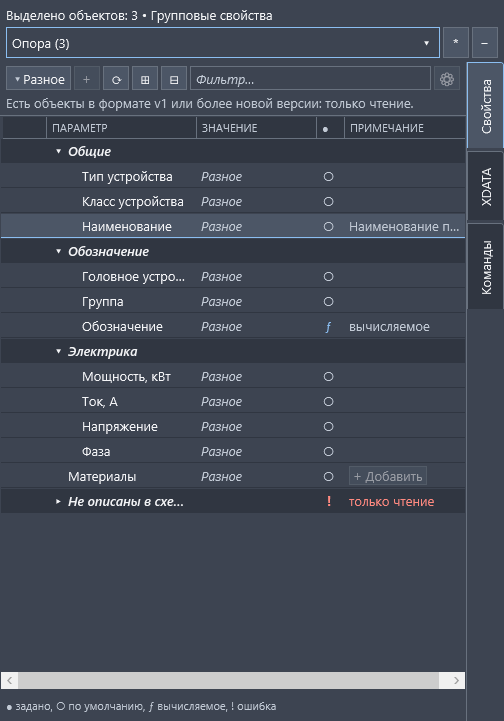 Выделено объектов: 3 • Групповые свойства
Опора (3) ▾ * −
▾ Разное + ⟳ ⊞ ⊟ Фильтр...
Есть объекты в формате v1 или более новой версии: только чтение.
ПАРАМЕТР ЗНАЧЕНИЕ ● ПРИМЕЧАНИЕ
▾ Общие
Тип устройства Разное ○
Класс устройства Разное ○
Наименование Разное ○ Наименование п...
▾ Обозначение
Головное устро... Разное ○
Группа Разное ○
Обозначение Разное ƒ вычисляемое
▾ Электрика
Мощность, кВт Разное ○
Ток, А Разное ○
Напряжение Разное ○
Фаза Разное ○
Материалы Разное ○ + Добавить
▸ Не описаны в схе... ! только чтение
● задано, ○ по умолчанию, ƒ вычисляемое, ! ошибка
Свойства
XDATA
Команды